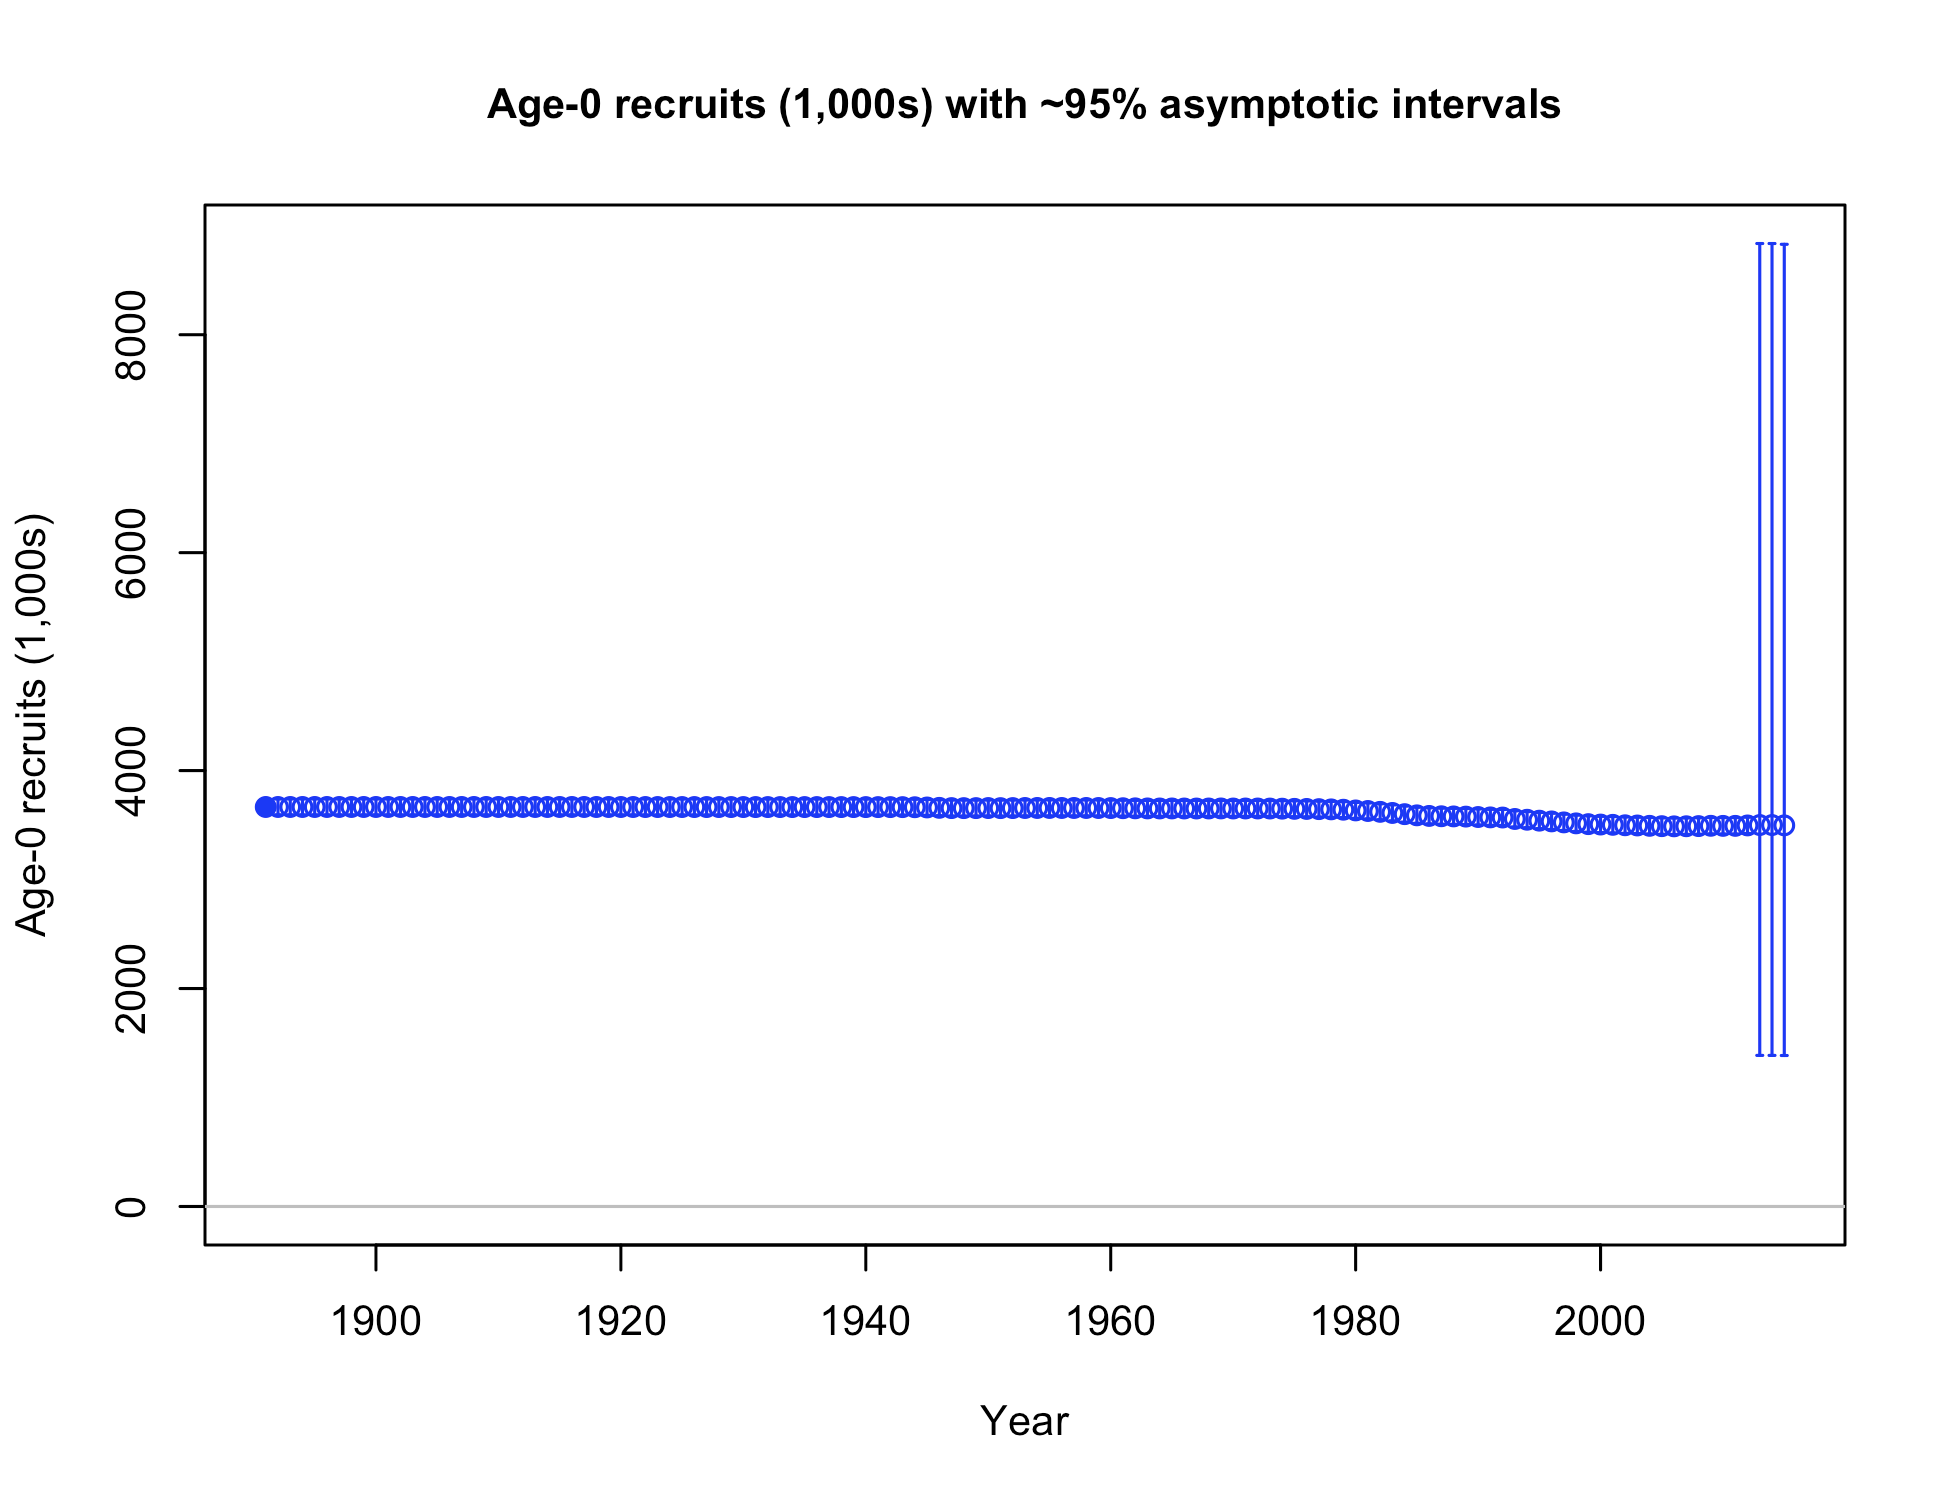 Age-0 recruits (1,000s) with ~95% asymptotic intervals
Age-0 recruits (1,000s)
8000
6000
4000
2000
0
1900 1920 1940 1960 1980 2000
Year